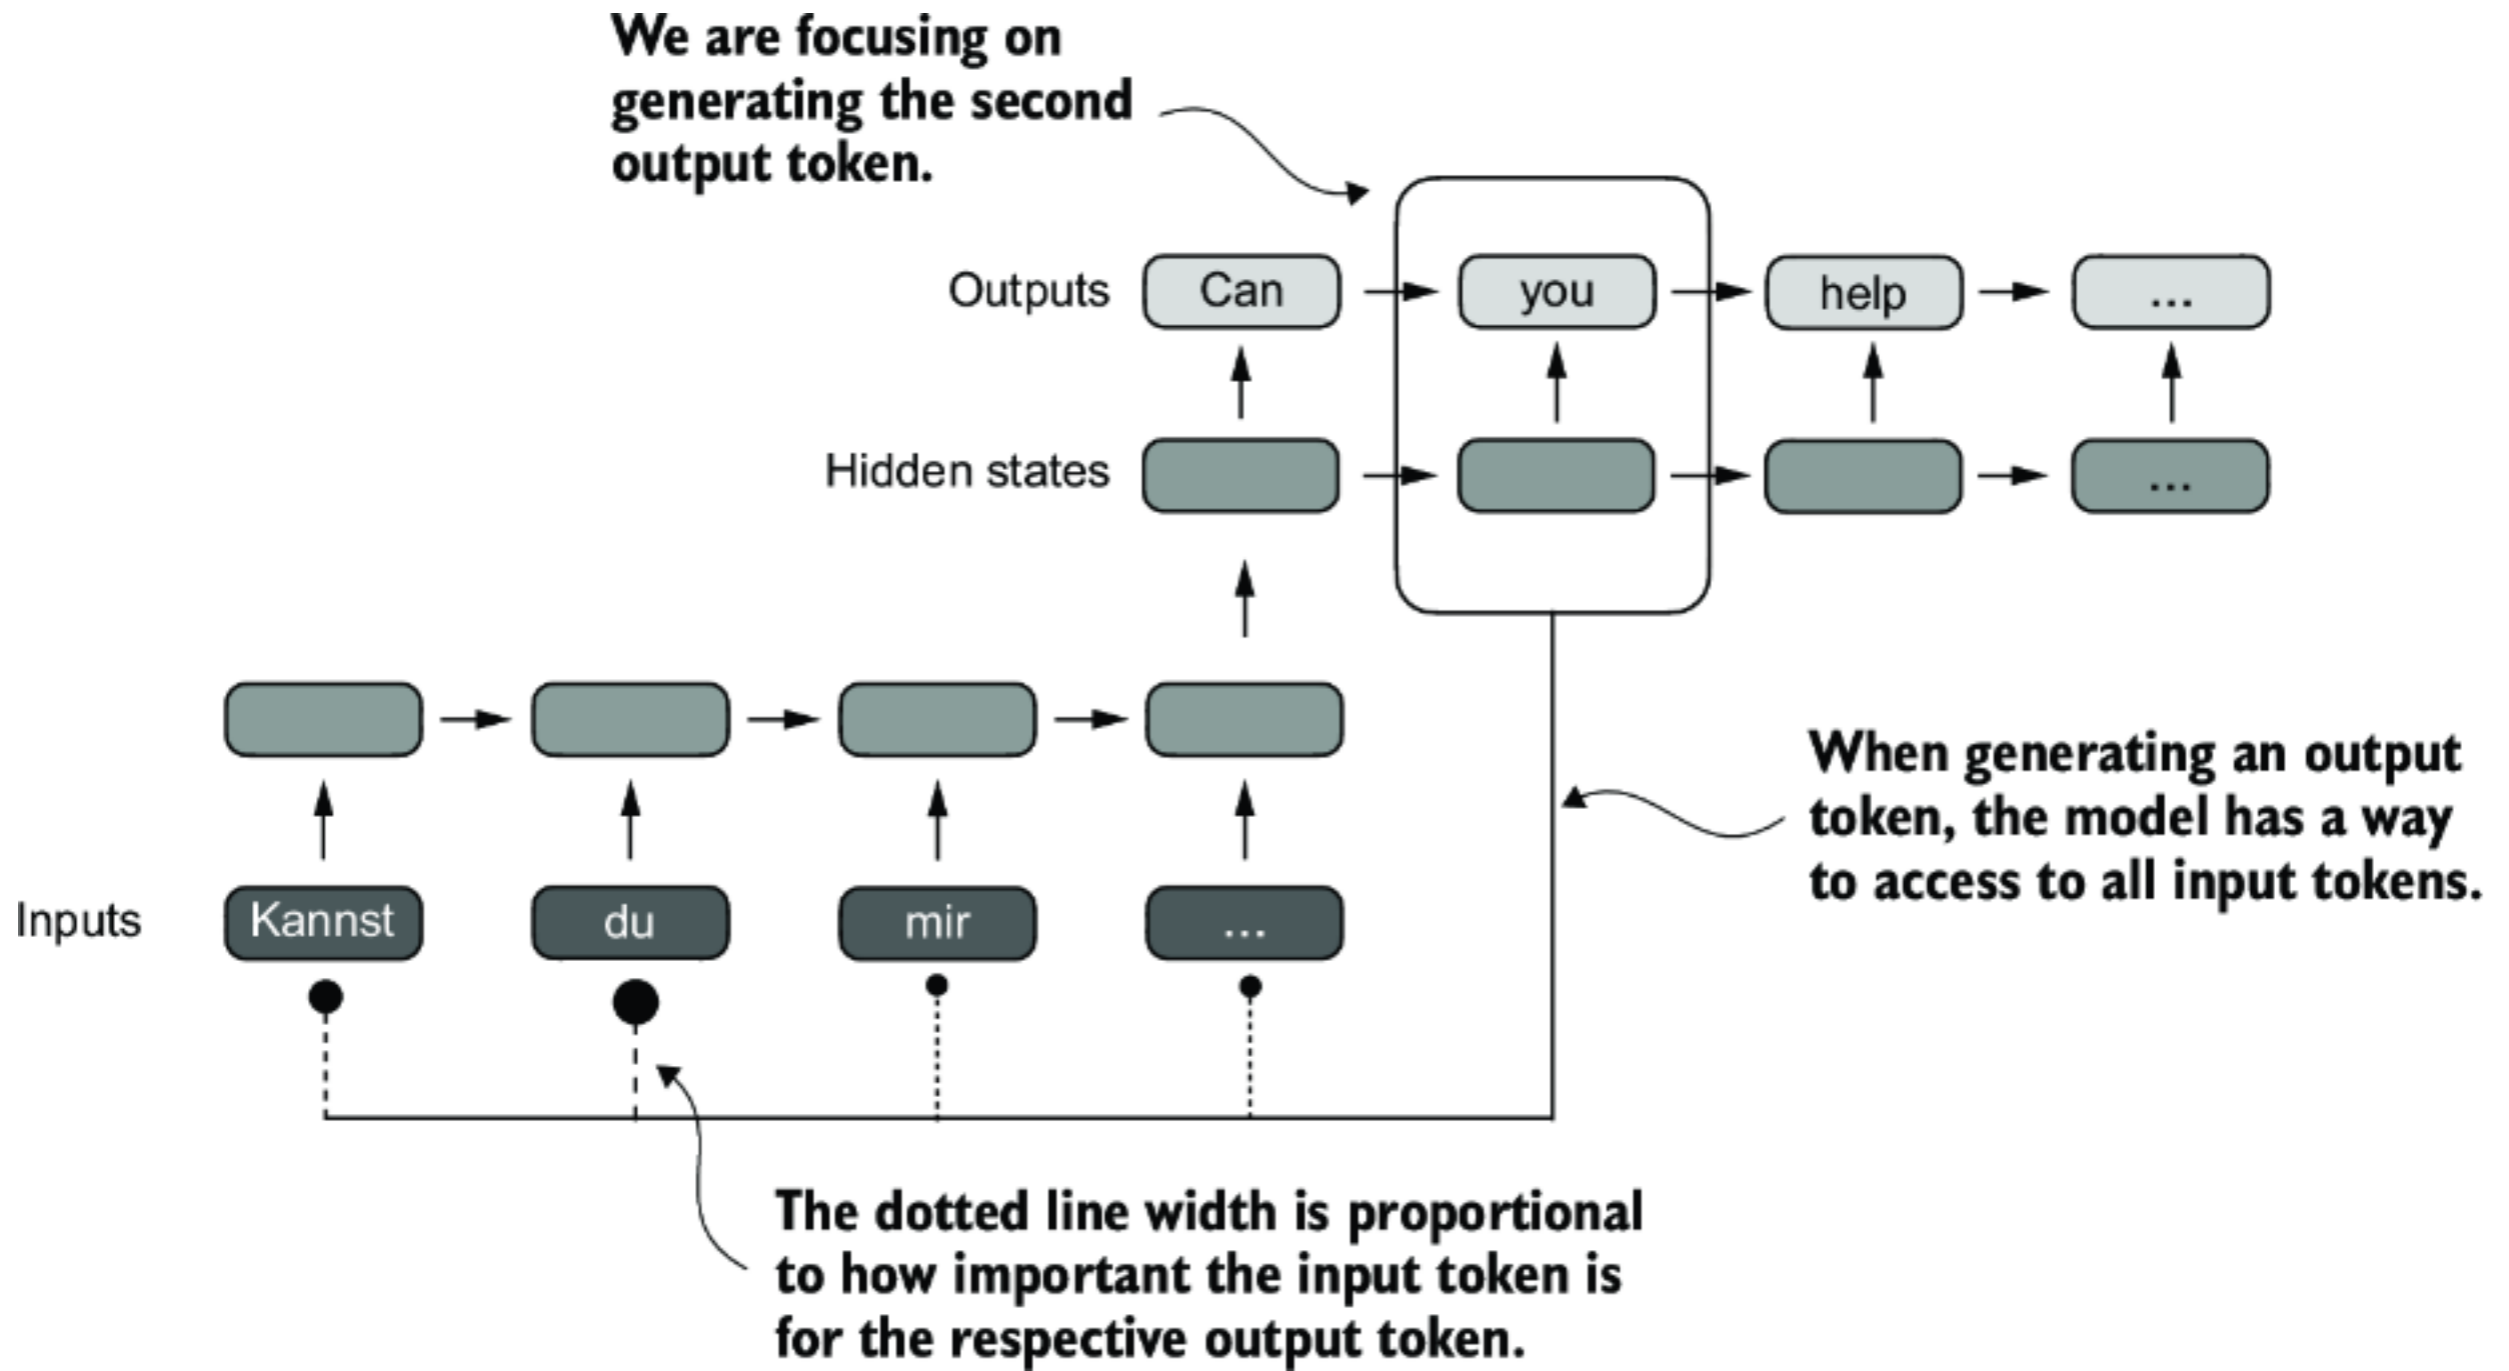 We are focusing on
generating the second
output token.
Outputs
Can
you
help
...
Hidden states
...
When generating an output
token, the model has a way
to access to all input tokens.
Inputs
Kannst
du
mir
...
The dotted line width is proportional
to how important the input token is
for the respective output token.